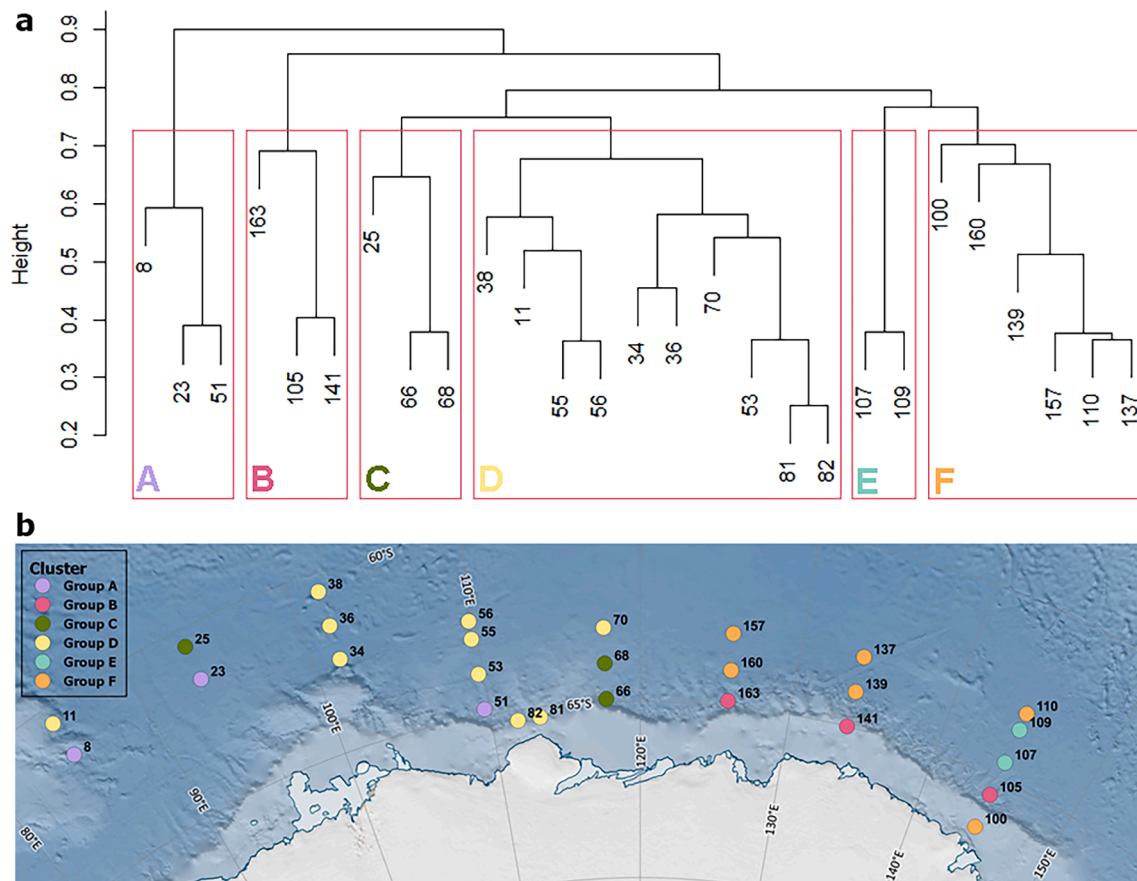 a
Height
0.9
0.8
0.7
0.6
0.5
0.4
0.3
0.2
8
23
51
A
163
105
141
B
25
66
68
C
38
11
55
56
34
36
70
53
81
82
D
107
109
E
100
160
139
157
110
137
F
b
Cluster
Group A
Group B
Group C
Group D
Group E
Group F
60°S
110°E
38
36
34
25
23
11
8
56
55
53
51
82
81
65°S
70
68
66
157
160
163
137
139
141
110
109
107
105
100
80°E
90°E
100°E
120°E
130°E
140°E
150°E